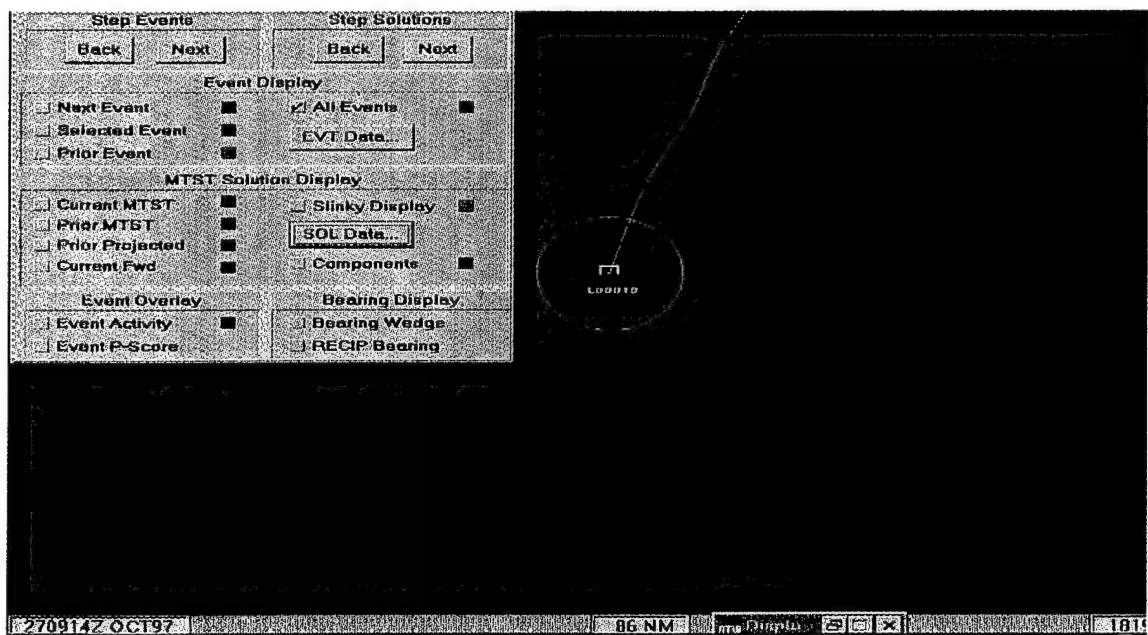 Step Events
Step Solutions
Back Next
Back Next
Event Display
Next Event
All Events
Selected Event
EVT Data...
Prior Event
MTST Solution Display
Current MTST
Slinky Display
Prior MTST
SOL Data...
Prior Projected
Current Fwd
Components
Event Overlay
Bearing Display
Event Activity
Bearing Wedge
Event P-Score
RECIP Bearing
270914Z OCT97
86 NM